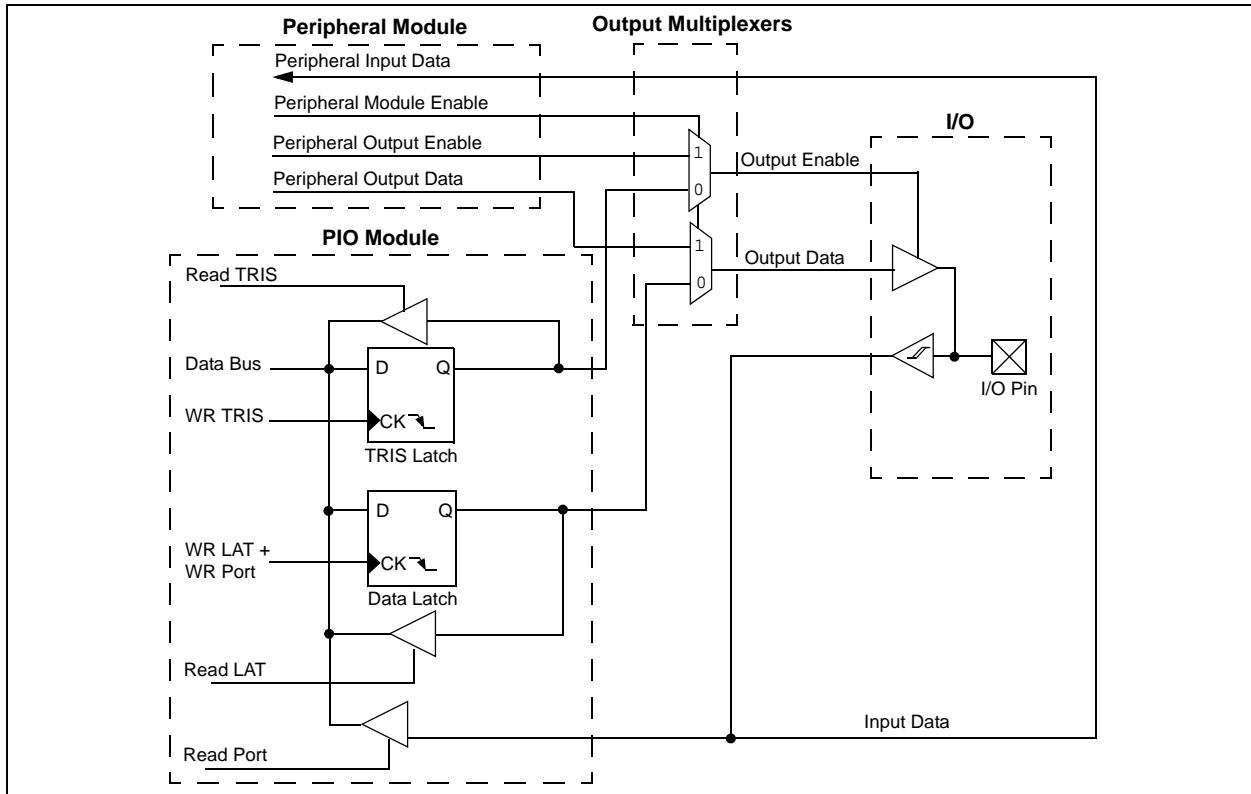 Peripheral Module
Output Multiplexers
Peripheral Input Data
Peripheral Module Enable
I/O
Peripheral Output Enable
1
Output Enable
Peripheral Output Data
0
PIO Module
1
Output Data
Read TRIS
0
Data Bus
D
Q
I/O Pin
WR TRIS
CK
TRIS Latch
D
Q
WR LAT +
WR Port
CK
Data Latch
Read LAT
Input Data
Read Port